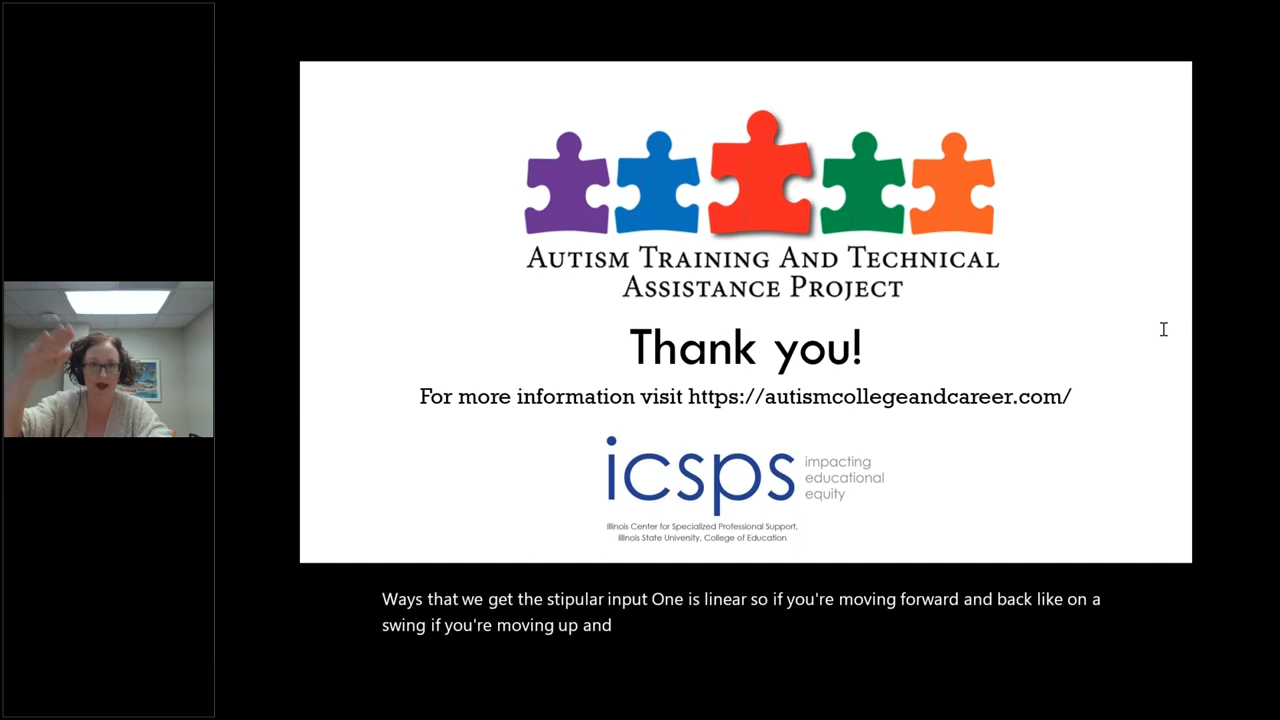 Autism Training And Technical
Assistance Project
Thank you!
For more information visit https://autismcollegeandcareer.com/
icsps
impacting
educational
equity
Illinois Center for Specialized Professional Support,
Illinois State University, College of Education
Ways that we get the stipular input One is linear so if you're moving forward and back like on a
swing if you're moving up and